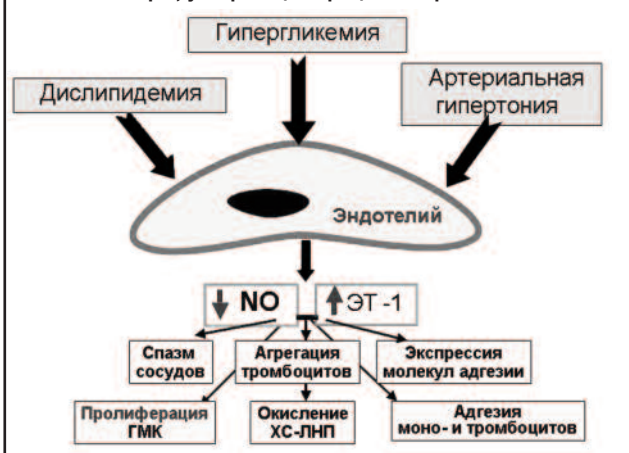 Гипергликемия
Дислипидемия
Артериальная
гипертония
Эндотелий
NO
ЭТ -1
Спазм
сосудов
Агрегация
тромбоцитов
Экспрессия
молекул адгезии
Пролиферация
ГМК
Окисление
ХС-ЛНП
Адгезия
моно- и тромбоцитов